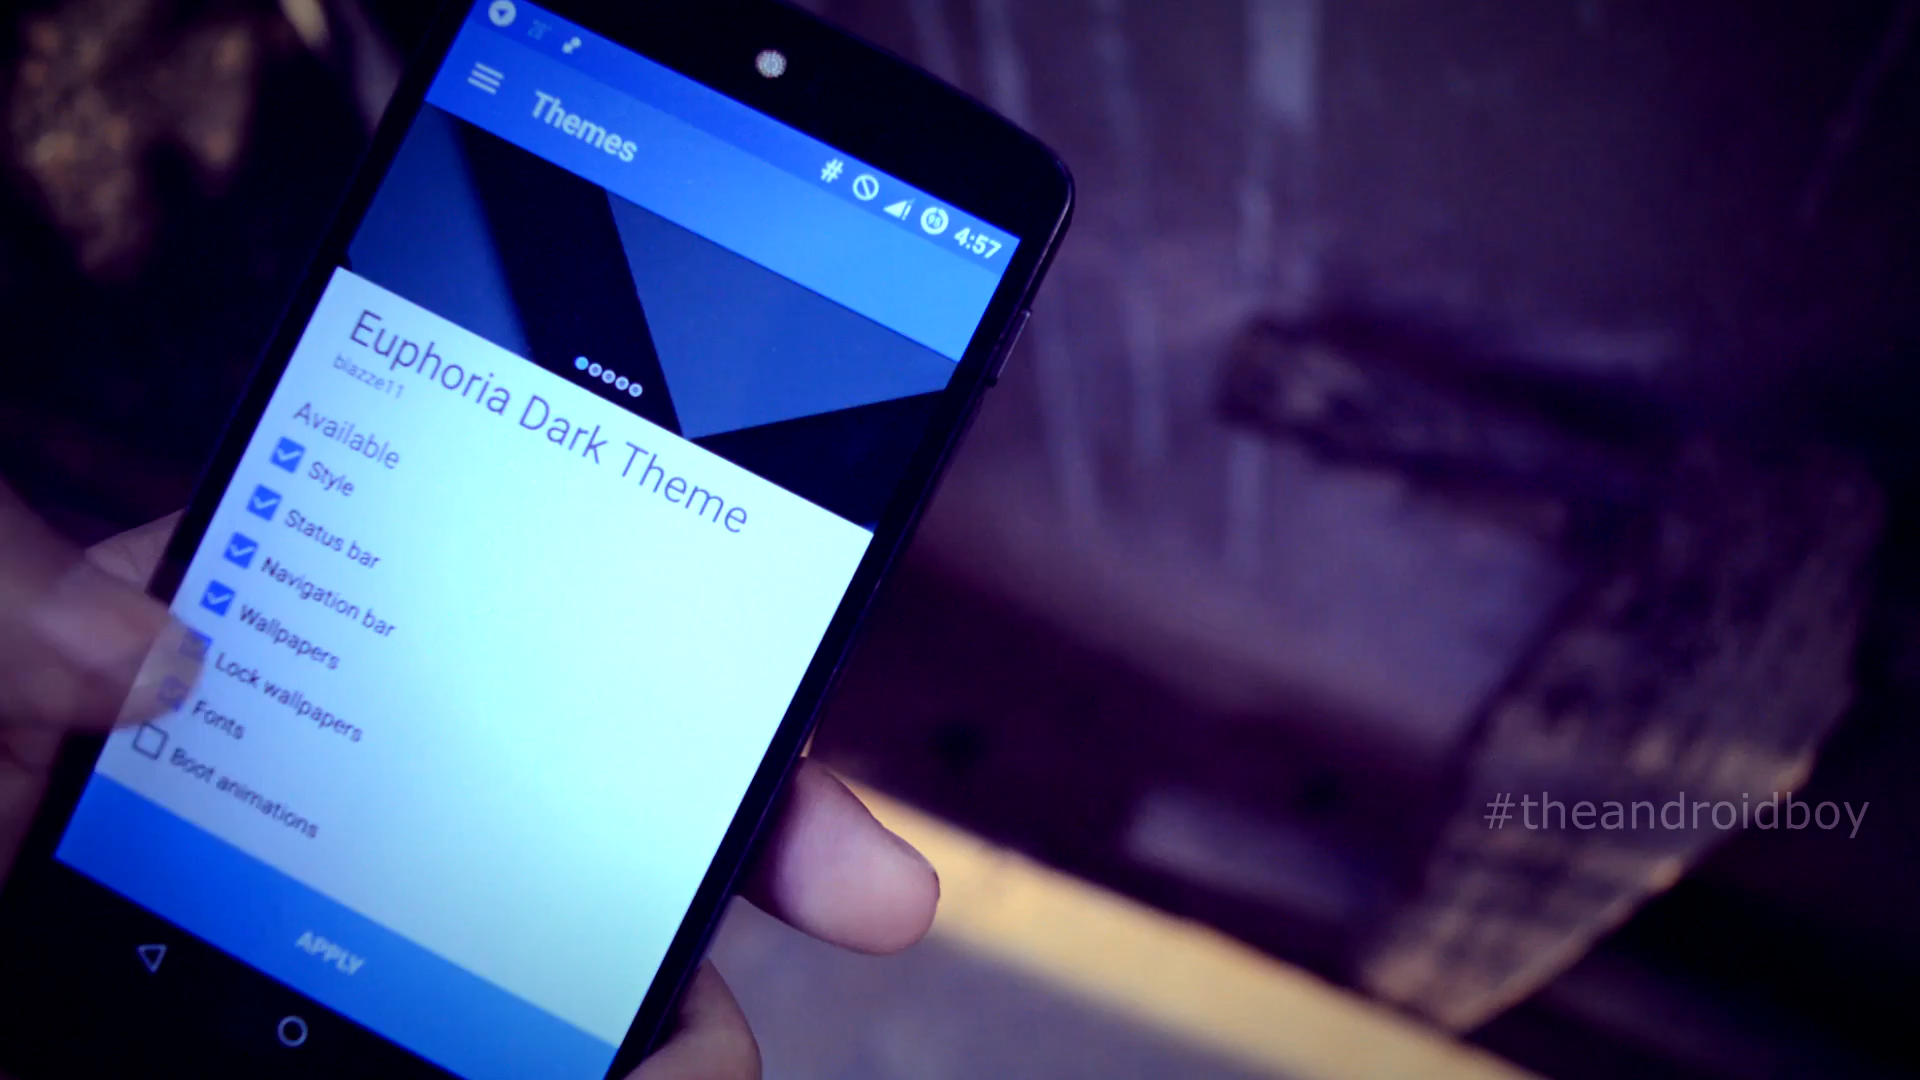 Themes
# 95 4:57
Euphoria Dark Theme
blazze11
Available
Style
Status bar
Navigation bar
Wallpapers
Lock wallpapers
Fonts
Boot animations
APPLY
#theandroidboy